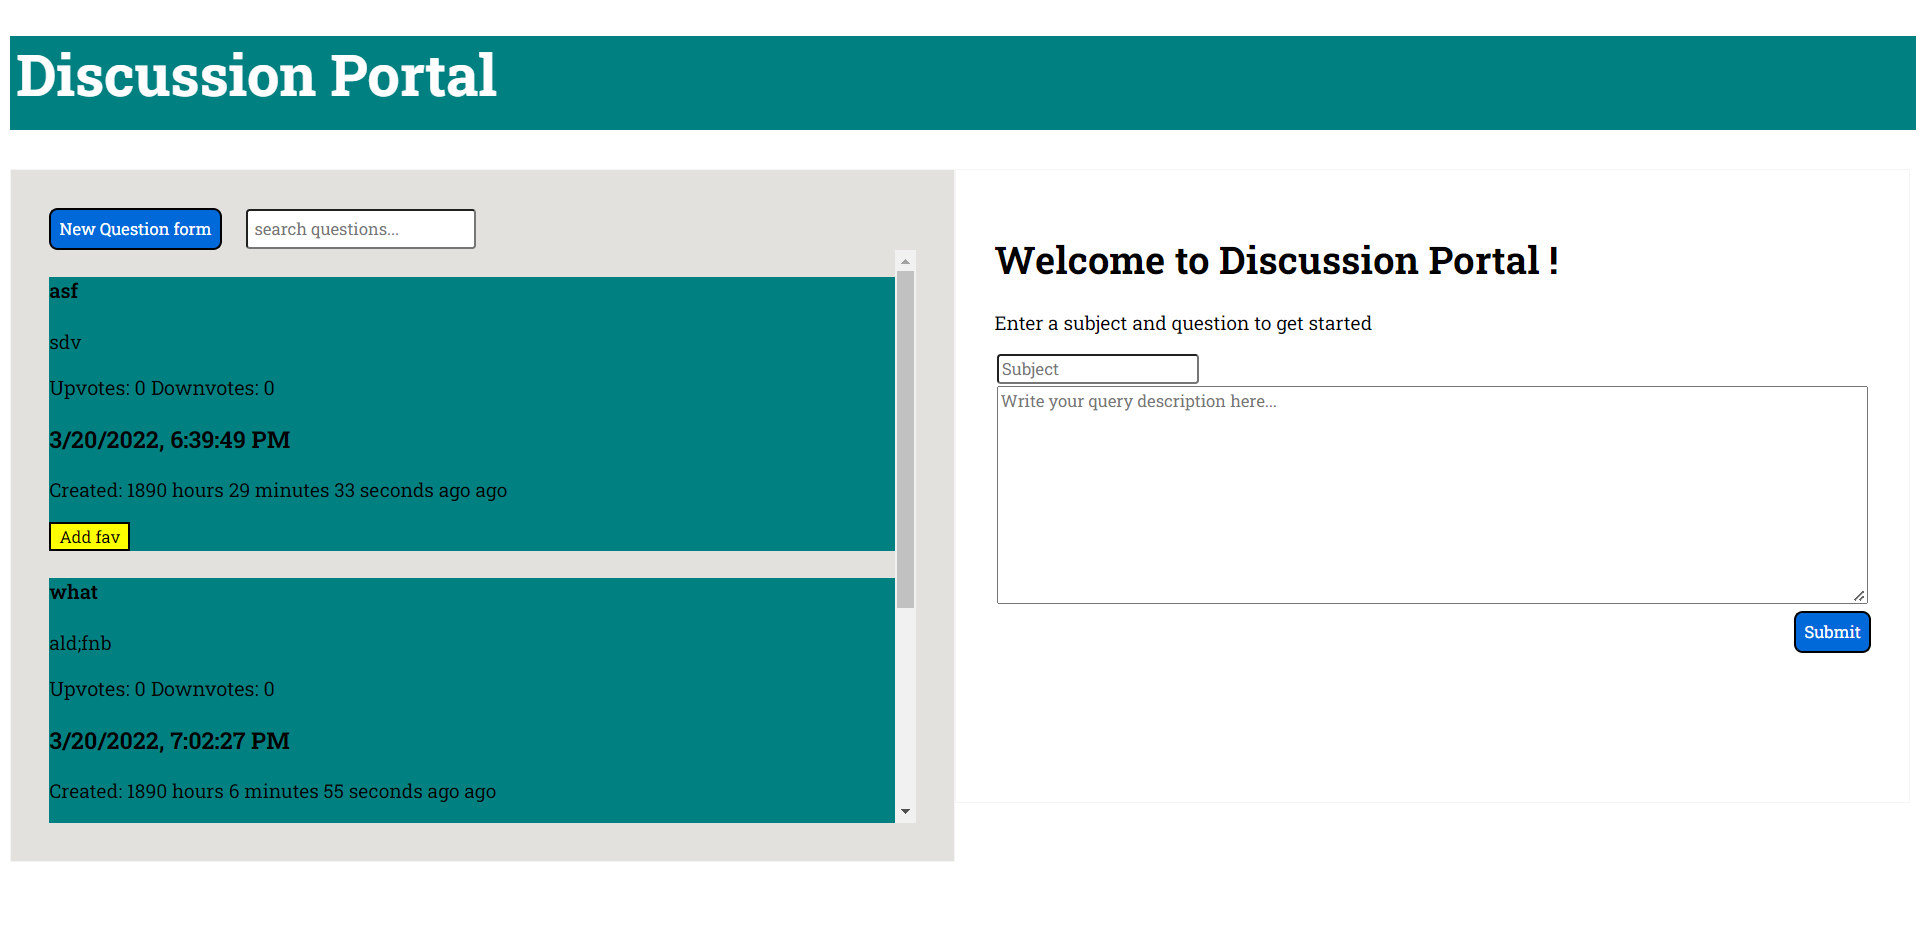 Discussion Portal
New Question form
search questions...
asf
sdv
Upvotes: 0 Downvotes: 0
3/20/2022, 6:39:49 PM
Created: 1890 hours 29 minutes 33 seconds ago ago
Add fav
what
ald;fnb
Upvotes: 0 Downvotes: 0
3/20/2022, 7:02:27 PM
Created: 1890 hours 6 minutes 55 seconds ago ago
Welcome to Discussion Portal !
Enter a subject and question to get started
Subject
Write your query description here...
Submit